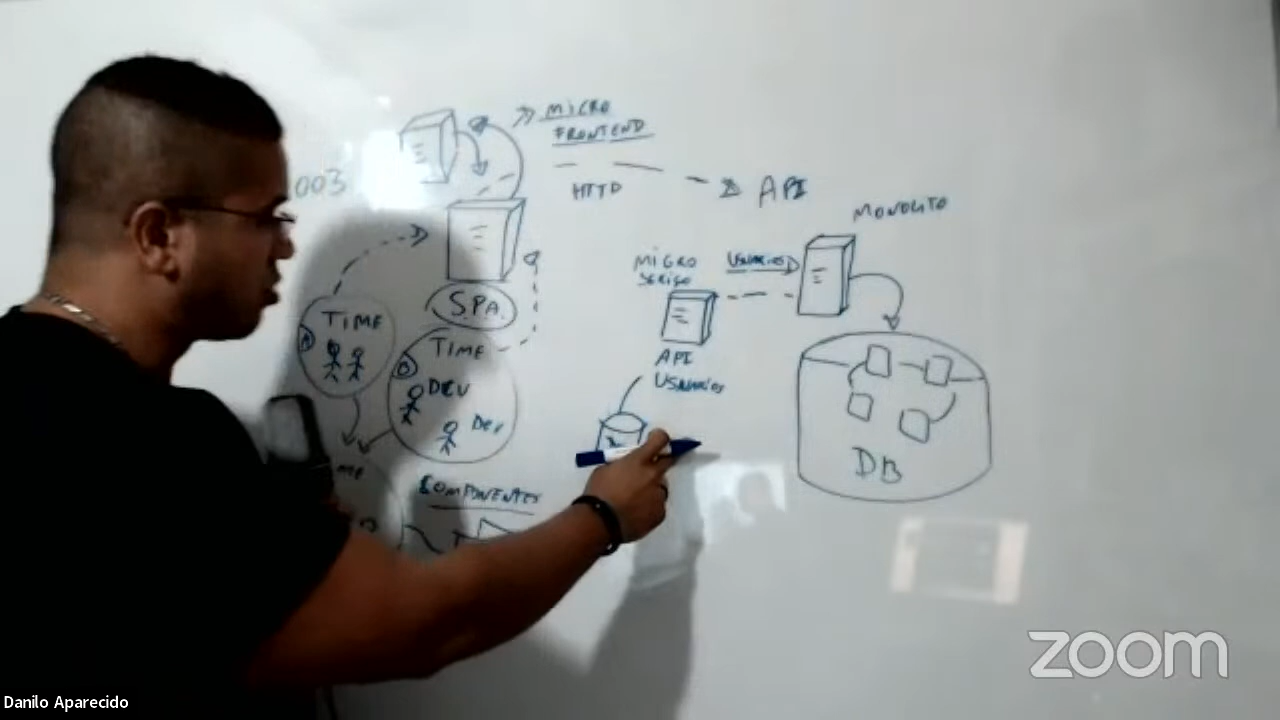 003
>> MICRO
FRONTEND
HTTP
API
MONOLITO
MICRO
USUARIOS
SPA
TIME
A
TIME
B
DEV
DEV
API
USUARIOS
DB
COMPONENTES
zoom
Danilo Aparecido